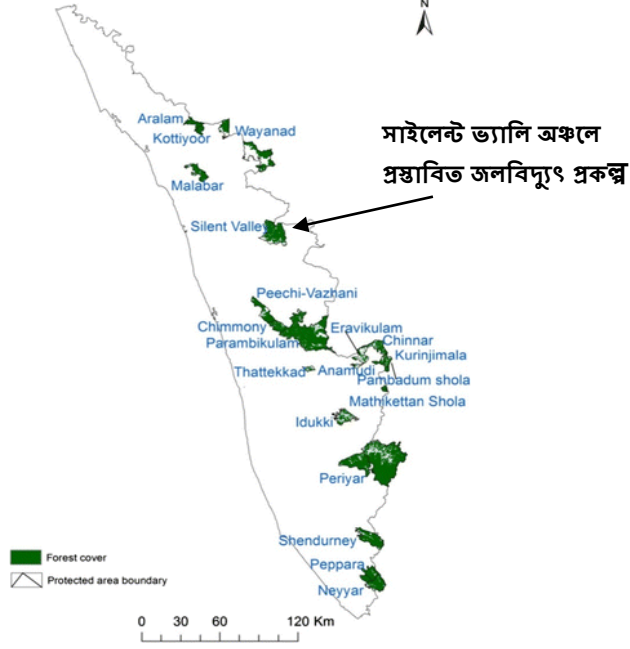 N
Aralam
Kottiyoor
Wayanad
সাইলেন্ট ভ্যালি অঞ্চলে
প্রস্তাবিত জলবিদ্যুৎ প্রকল্প
Malabar
Silent Valley
Peechi-Vazhani
Chimmony
Eravikulam
Chinnar
Parambikulam
Kurinjimala
Thattekkad
Anamudi
Pambadum shola
Mathikettan Shola
Idukki
Periyar
Shendurney
Forest cover
Peppara
Protected area boundary
Neyyar
0 30 60 120 Km